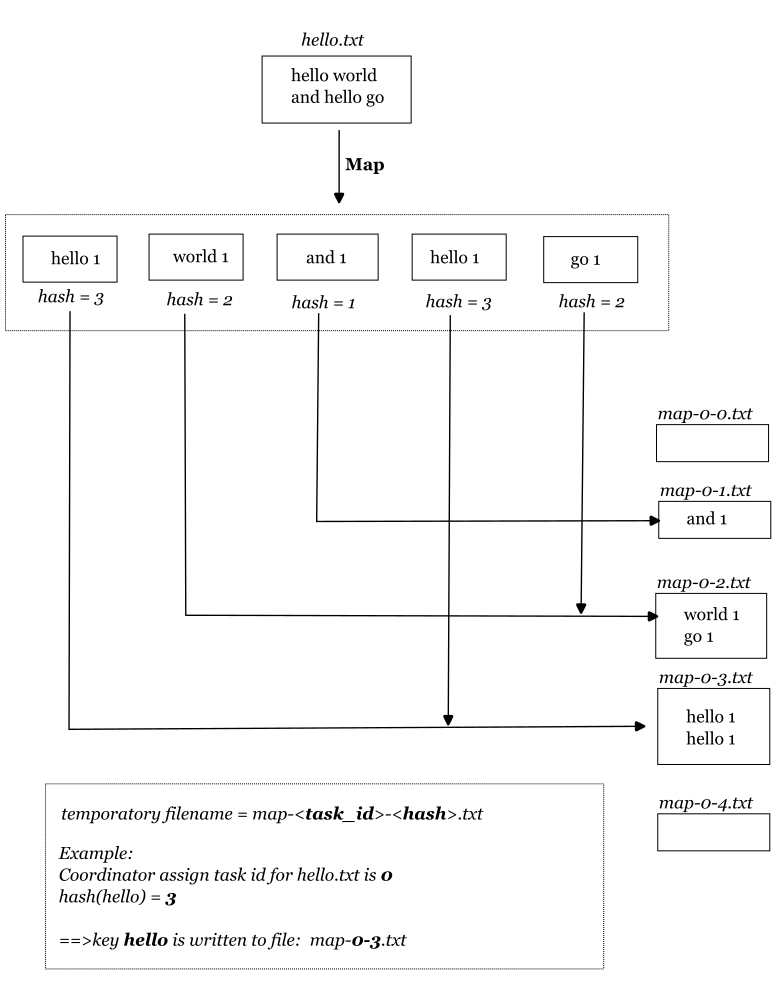 hello.txt
hello world
and hello go
Map
hello 1
world 1
and 1
hello 1
go 1
hash = 3
hash = 2
hash = 1
hash = 3
hash = 2
map-0-0.txt
map-0-1.txt
and 1
map-0-2.txt
world 1
go 1
map-0-3.txt
hello 1
hello 1
map-0-4.txt
temporatory filename = map-<task_id>-<hash>.txt
Example:
Coordinator assign task id for hello.txt is 0
hash(hello) = 3
==>key hello is written to file: map-0-3.txt